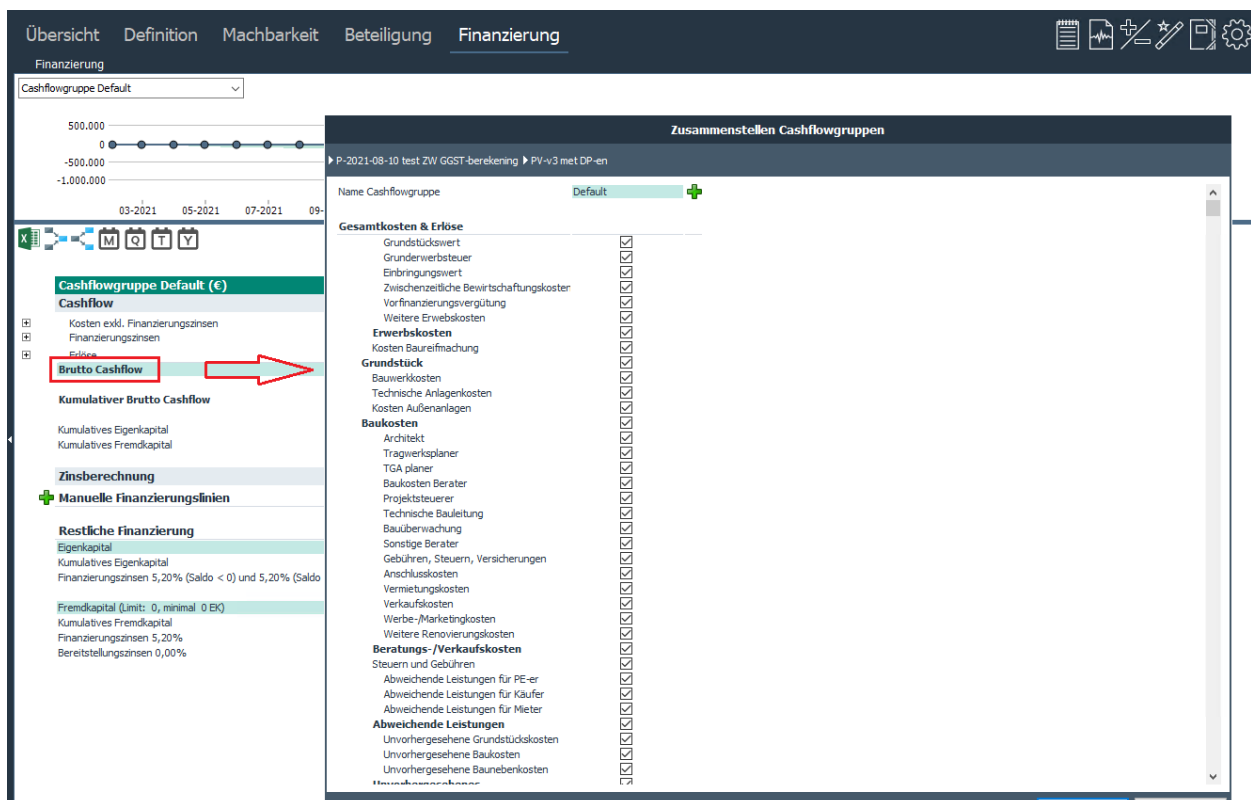 Übersicht Definition Machbarkeit Beteiligung Finanzierung
Finanzierung
Cashflowgruppe Default
500.000
0
-500.000
-1.000.000
03-2021 05-2021 07-2021 09-
M Q T Y
Cashflowgruppe Default (€)
Cashflow
Kosten exkl. Finanzierungszinsen
Finanzierungszinsen
Erlöse
Brutto Cashflow
Kumulativer Brutto Cashflow
Kumulatives Eigenkapital
Kumulatives Fremdkapital
Zinsberechnung
Manuelle Finanzierungslinien
Restliche Finanzierung
Eigenkapital
Kumulatives Eigenkapital
Finanzierungszinsen 5,20% (Saldo < 0) und 5,20% (Saldo
Fremdkapital (Limit: 0, minimal 0 EK)
Kumulatives Fremdkapital
Finanzierungszinsen 5,20%
Bereitstellungszinsen 0,00%
Zusammenstellen Cashflowgruppen
P-2021-08-10 test ZW GGST-berekening PV-v3 met DP-en
Name Cashflowgruppe Default
Gesamtkosten & Erlöse
Grundstückswert
Grunderwerbsteuer
Einbringungswert
Zwischenzeitliche Bewirtschaftungskosten
Vorfinanzierungsvergütung
Weitere Erwebskosten
Erwerbskosten
Kosten Baureifmachung
Grundstück
Bauwerkkosten
Technische Anlagenkosten
Kosten Außenanlagen
Baukosten
Architekt
Tragwerksplaner
TGA planer
Baukosten Berater
Projektsteuerer
Technische Bauleitung
Bauüberwachung
Sonstige Berater
Gebühren, Steuern, Versicherungen
Anschlusskosten
Vermietungskosten
Verkaufskosten
Werbe-/Marketingkosten
Weitere Renovierungskosten
Beratungs-/Verkaufskosten
Steuern und Gebühren
Abweichende Leistungen für PE-er
Abweichende Leistungen für Käufer
Abweichende Leistungen für Mieter
Abweichende Leistungen
Unvorhergesehene Grundstückskosten
Unvorhergesehene Baukosten
Unvorhergesehene Baunebenkosten
Unvorhergesehenes